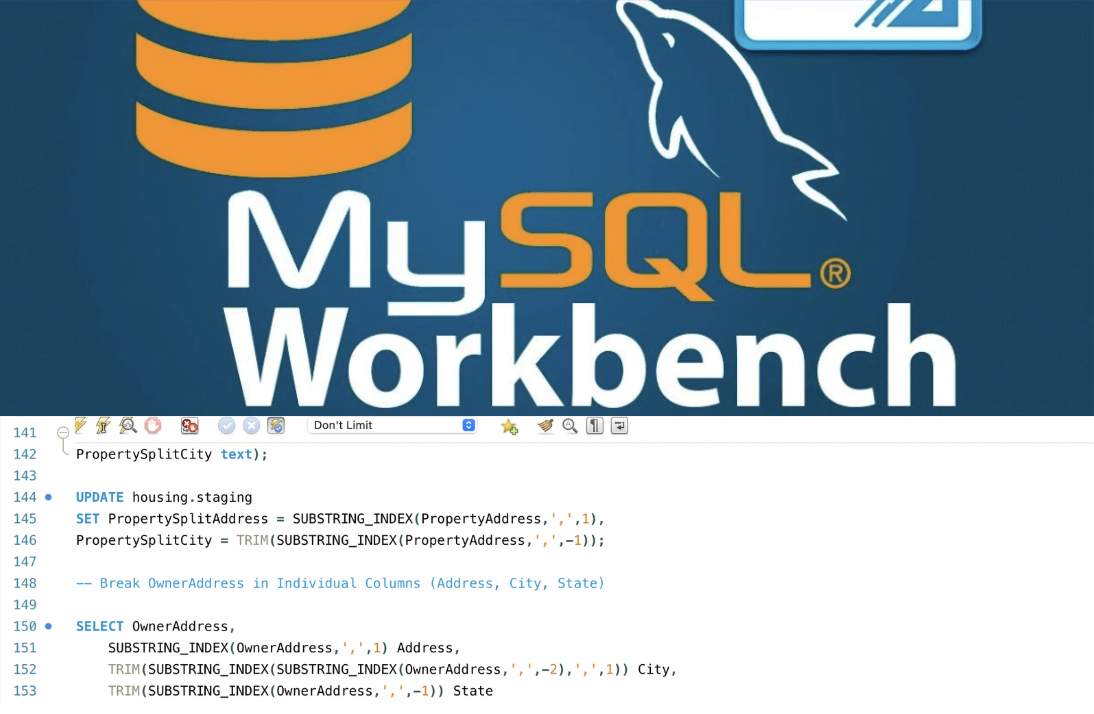 MySQL®
Workbench
Don't Limit
141
142 PropertySplitCity text);
143
144 UPDATE housing.staging
145 SET PropertySplitAddress = SUBSTRING_INDEX(PropertyAddress,',',1),
146 PropertySplitCity = TRIM(SUBSTRING_INDEX(PropertyAddress,',',-1));
147
148 -- Break OwnerAddress in Individual Columns (Address, City, State)
149
150 SELECT OwnerAddress,
151 SUBSTRING_INDEX(OwnerAddress,',',1) Address,
152 TRIM(SUBSTRING_INDEX(SUBSTRING_INDEX(OwnerAddress,',',-2),',',1)) City,
153 TRIM(SUBSTRING_INDEX(OwnerAddress,',',-1)) State